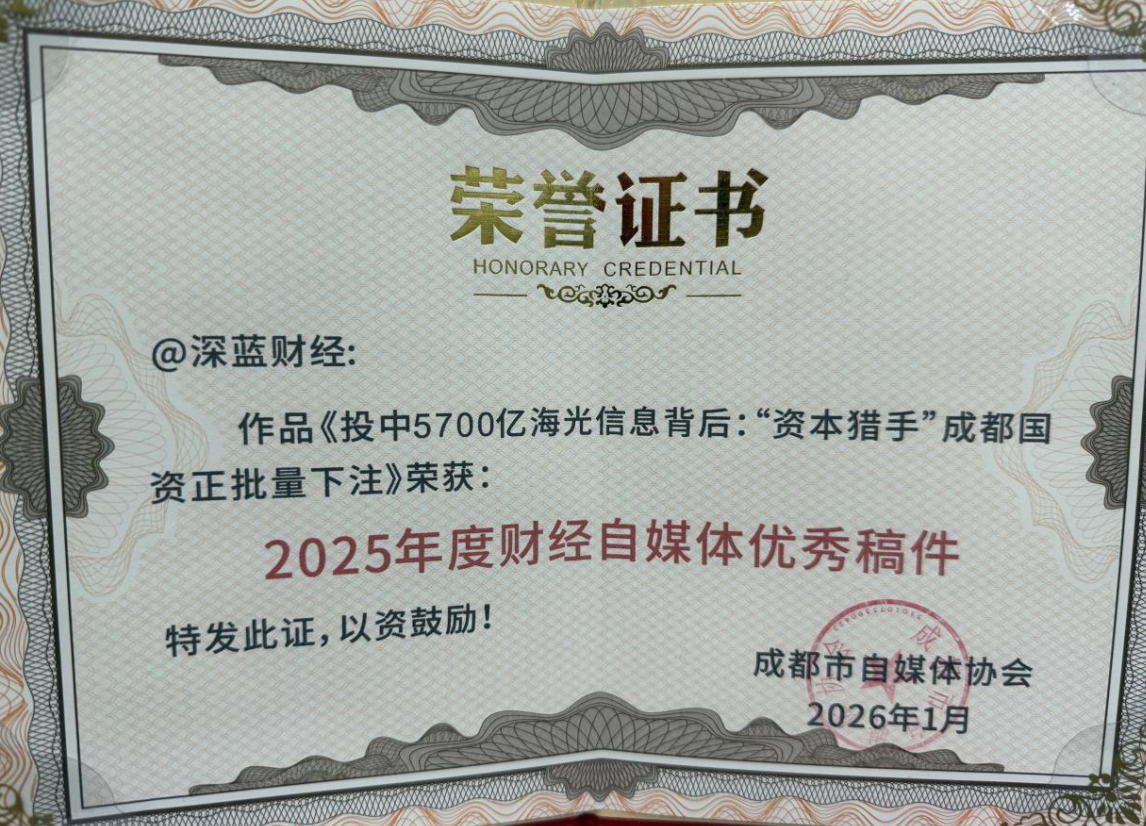 荣誉证书
HONORARY CREDENTIAL
@深蓝财经:
作品《投中5700亿海光信息背后:“资本猎手”成都国
资正批量下注》荣获:
2025年度财经自媒体优秀稿件
特发此证,以资鼓励!
成都市自媒体协会
2026年1月